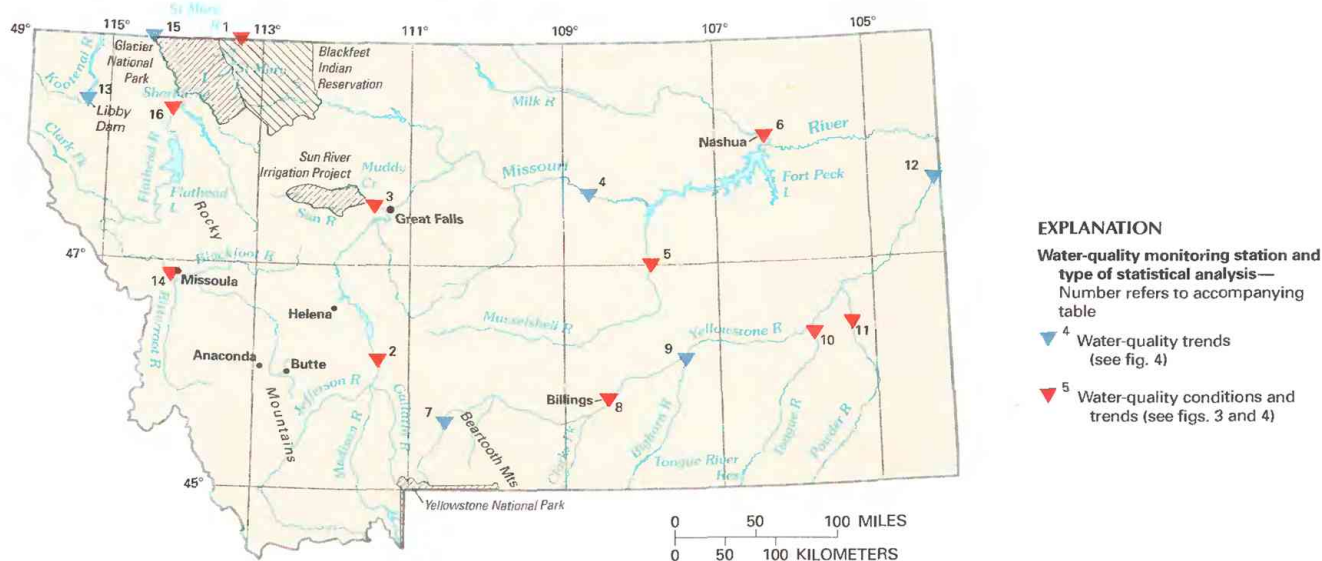 St Mary
R
49°
115°
15
1
113°
111°
109°
107°
105°
Glacier
National
Park
Blackfeet
Indian
Reservation
St Mary
L
Kootenai R
13
Libby
Dam
16
Milk R
Nashua
6
River
Clark Fk
Flathead R
Flathead
L
Rocky
Sun River
Irrigation Project
Muddy
Cr
3
Sun R
Great Falls
Missouri
4
Fort Peck
L
12
47°
Blackfoot R
14
Missoula
5
Bitterroot R
Helena
Musselshell R
Yellowstone R
10
11
Anaconda
Butte
2
9
Jefferson R
Mountains
Madison R
Gallatin R
7
Beartooth Mts
Billings
8
Bighorn R
Tongue R
Powder R
Tongue River
Res
45°
Yellowstone National Park
0 50 100 MILES
0 50 100 KILOMETERS
EXPLANATION
Water-quality monitoring station and
type of statistical analysis—
Number refers to accompanying
table
4 Water-quality trends
(see fig. 4)
5 Water-quality conditions and
trends (see figs. 3 and 4)